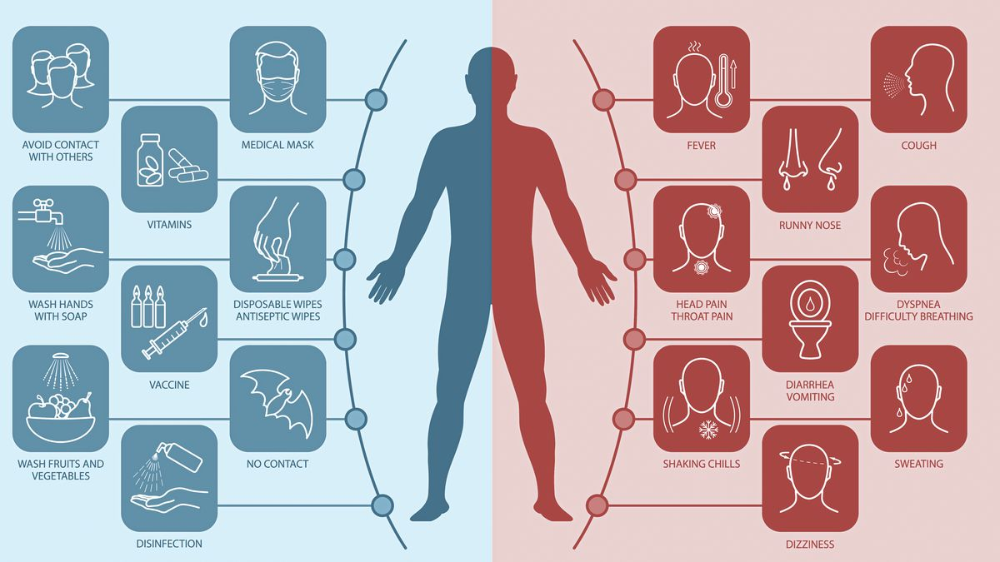 AVOID CONTACT
WITH OTHERS
MEDICAL MASK
VITAMINS
WASH HANDS
WITH SOAP
DISPOSABLE WIPES
ANTISEPTIC WIPES
VACCINE
WASH FRUITS AND
VEGETABLES
NO CONTACT
DISINFECTION
FEVER
COUGH
RUNNY NOSE
HEAD PAIN
THROAT PAIN
DYSPNEA
DIFFICULTY BREATHING
DIARRHEA
VOMITING
SHAKING CHILLS
SWEATING
DIZZINESS